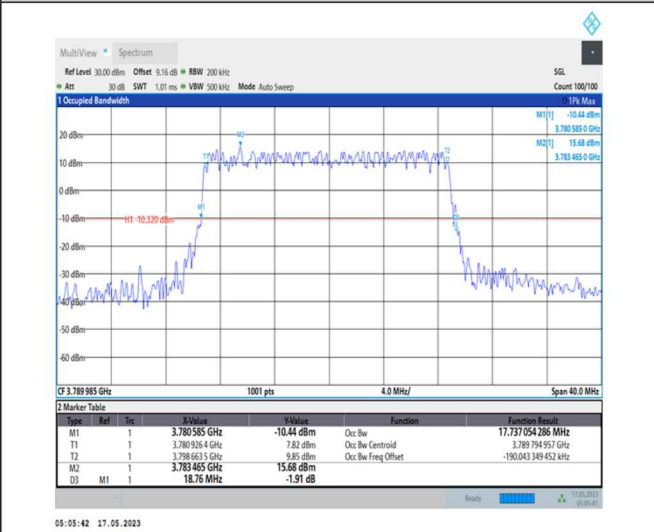 MultiView Spectrum
Ref Level 30.00 dBm Offset 9.16 dB RBW 200 kHz SGL
Att 30 dB SWT 1.01 ms VBW 500 kHz Mode Auto Sweep Count 100/100
1 Occupied Bandwidth 1Pk Max
M1[1] -10.44 dBm
3.780 585 0 GHz
M2[1] 15.68 dBm
3.783 465 0 GHz
M2
T1
T2
20 dBm
10 dBm
0 dBm
M1
-10 dBm
H1 -10.320 dBm
-20 dBm
-30 dBm
-40 dBm
-50 dBm
-60 dBm
CF 3.789 985 GHz 1001 pts 4.0 MHz/ Span 40.0 MHz
2 Marker Table
Type Ref Trc X-Value Y-Value Function Function Result
M1 1 3.780 585 GHz -10.44 dBm Occ Bw 17.737 054 286 MHz
T1 1 3.780 926 4 GHz 7.82 dBm Occ Bw Centroid 3.789 794 957 GHz
T2 1 3.798 663 5 GHz 9.85 dBm Occ Bw Freq Offset -190.043 349 452 kHz
M2 1 3.783 465 GHz 15.68 dBm
D3 M1 1 18.76 MHz -1.91 dB
Ready 17.05.2023
05:05:41
05:05:42 17.05.2023